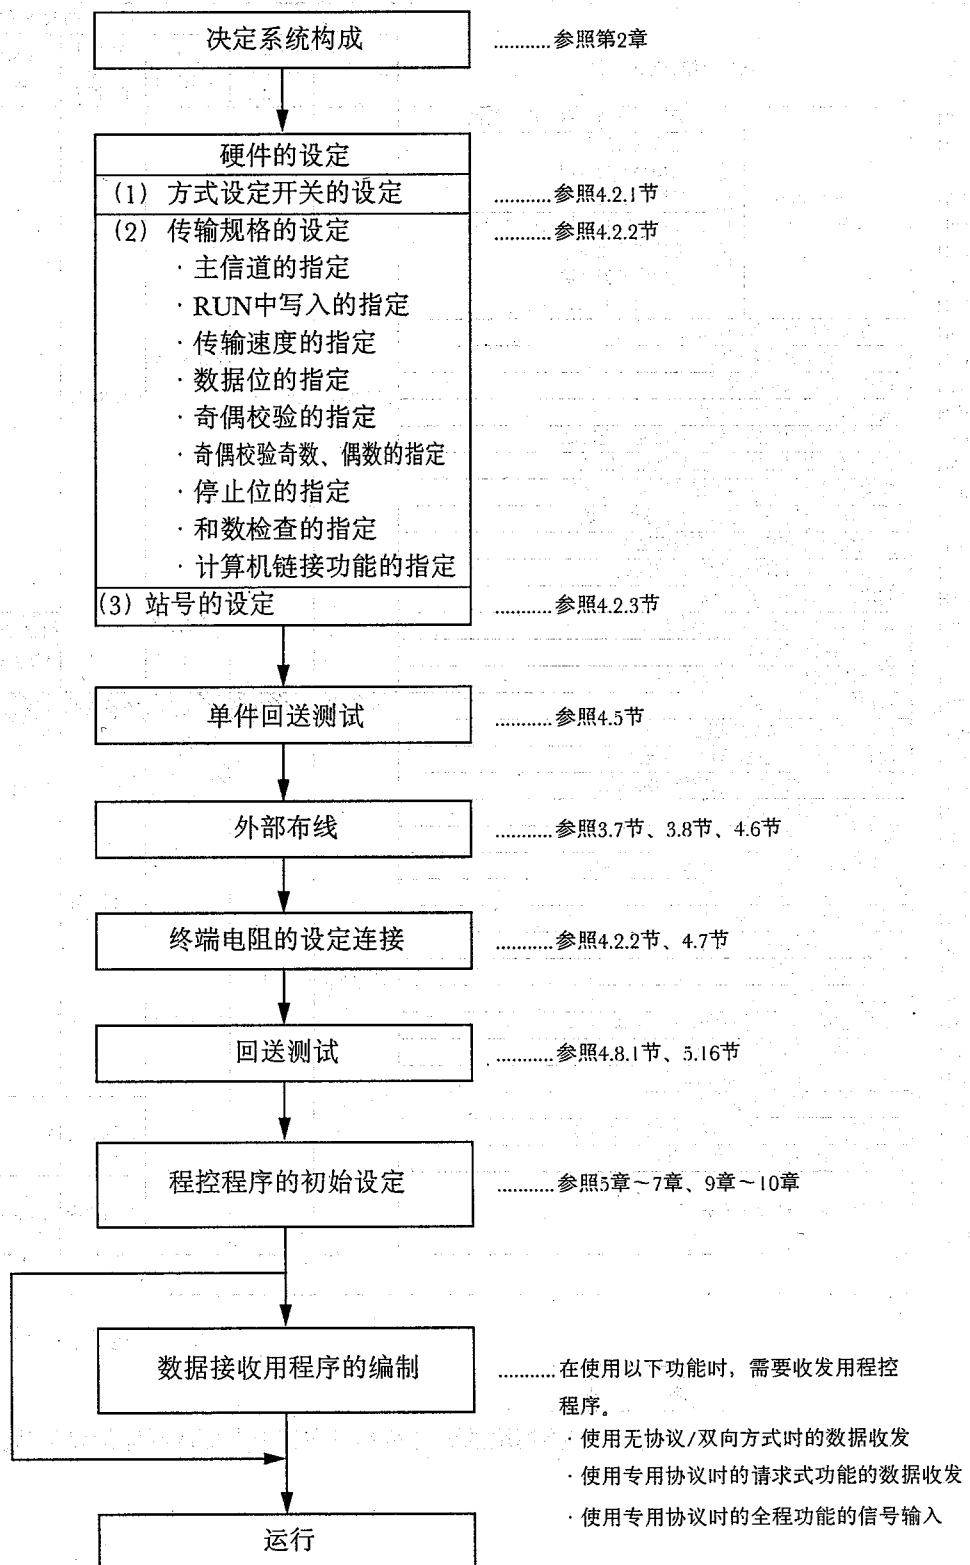 决定系统构成 ...........参照第2章
硬件的设定
(1) 方式设定开关的设定 ...........参照4.2.1节
(2) 传输规格的设定 ...........参照4.2.2节
·主信道的指定
·RUN中写入的指定
·传输速度的指定
·数据位的指定
·奇偶校验的指定
·奇偶校验奇数、偶数的指定
·停止位的指定
·和数检查的指定
·计算机链接功能的指定
(3) 站号的设定 ...........参照4.2.3节
单件回送测试 ...........参照4.5节
外部布线 ...........参照3.7节、3.8节、4.6节
终端电阻的设定连接 ...........参照4.2.2节、4.7节
回送测试 ...........参照4.8.1节、5.16节
程控程序的初始设定 ...........参照5章～7章、9章～10章
数据接收用程序的编制 ...........在使用以下功能时，需要收发用程控
程序。
·使用无协议/双向方式时的数据收发
·使用专用协议时的请求式功能的数据收发
·使用专用协议时的全程功能的信号输入
运行